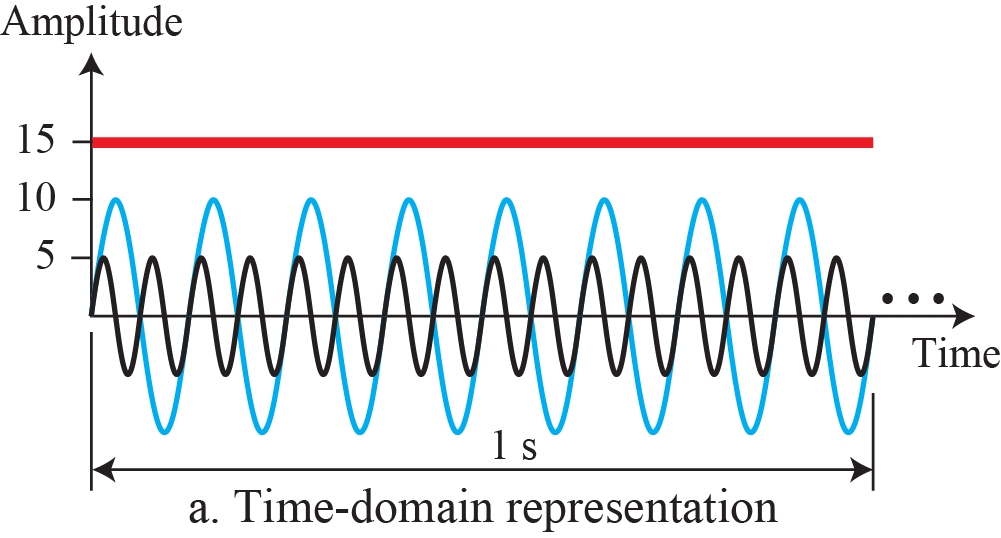 Amplitude
15
10
5
• • •
Time
1 s
a. Time-domain representation